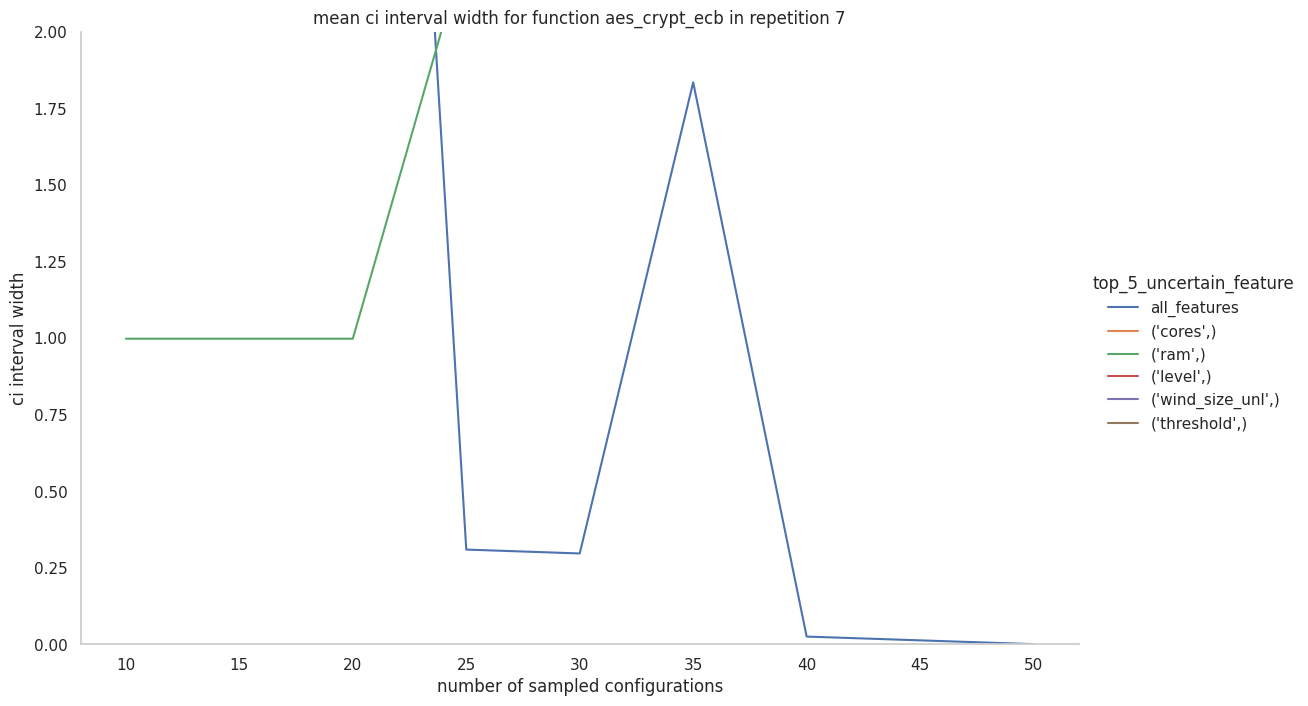 mean ci interval width for function aes_crypt_ecb in repetition 7
2.00
1.75
1.50
1.25
1.00
0.75
0.50
0.25
0.00
ci interval width
10 15 20 25 30 35 40 45 50
number of sampled configurations
top_5_uncertain_feature
all_features
('cores',)
('ram',)
('level',)
('wind_size_unl',)
('threshold',)